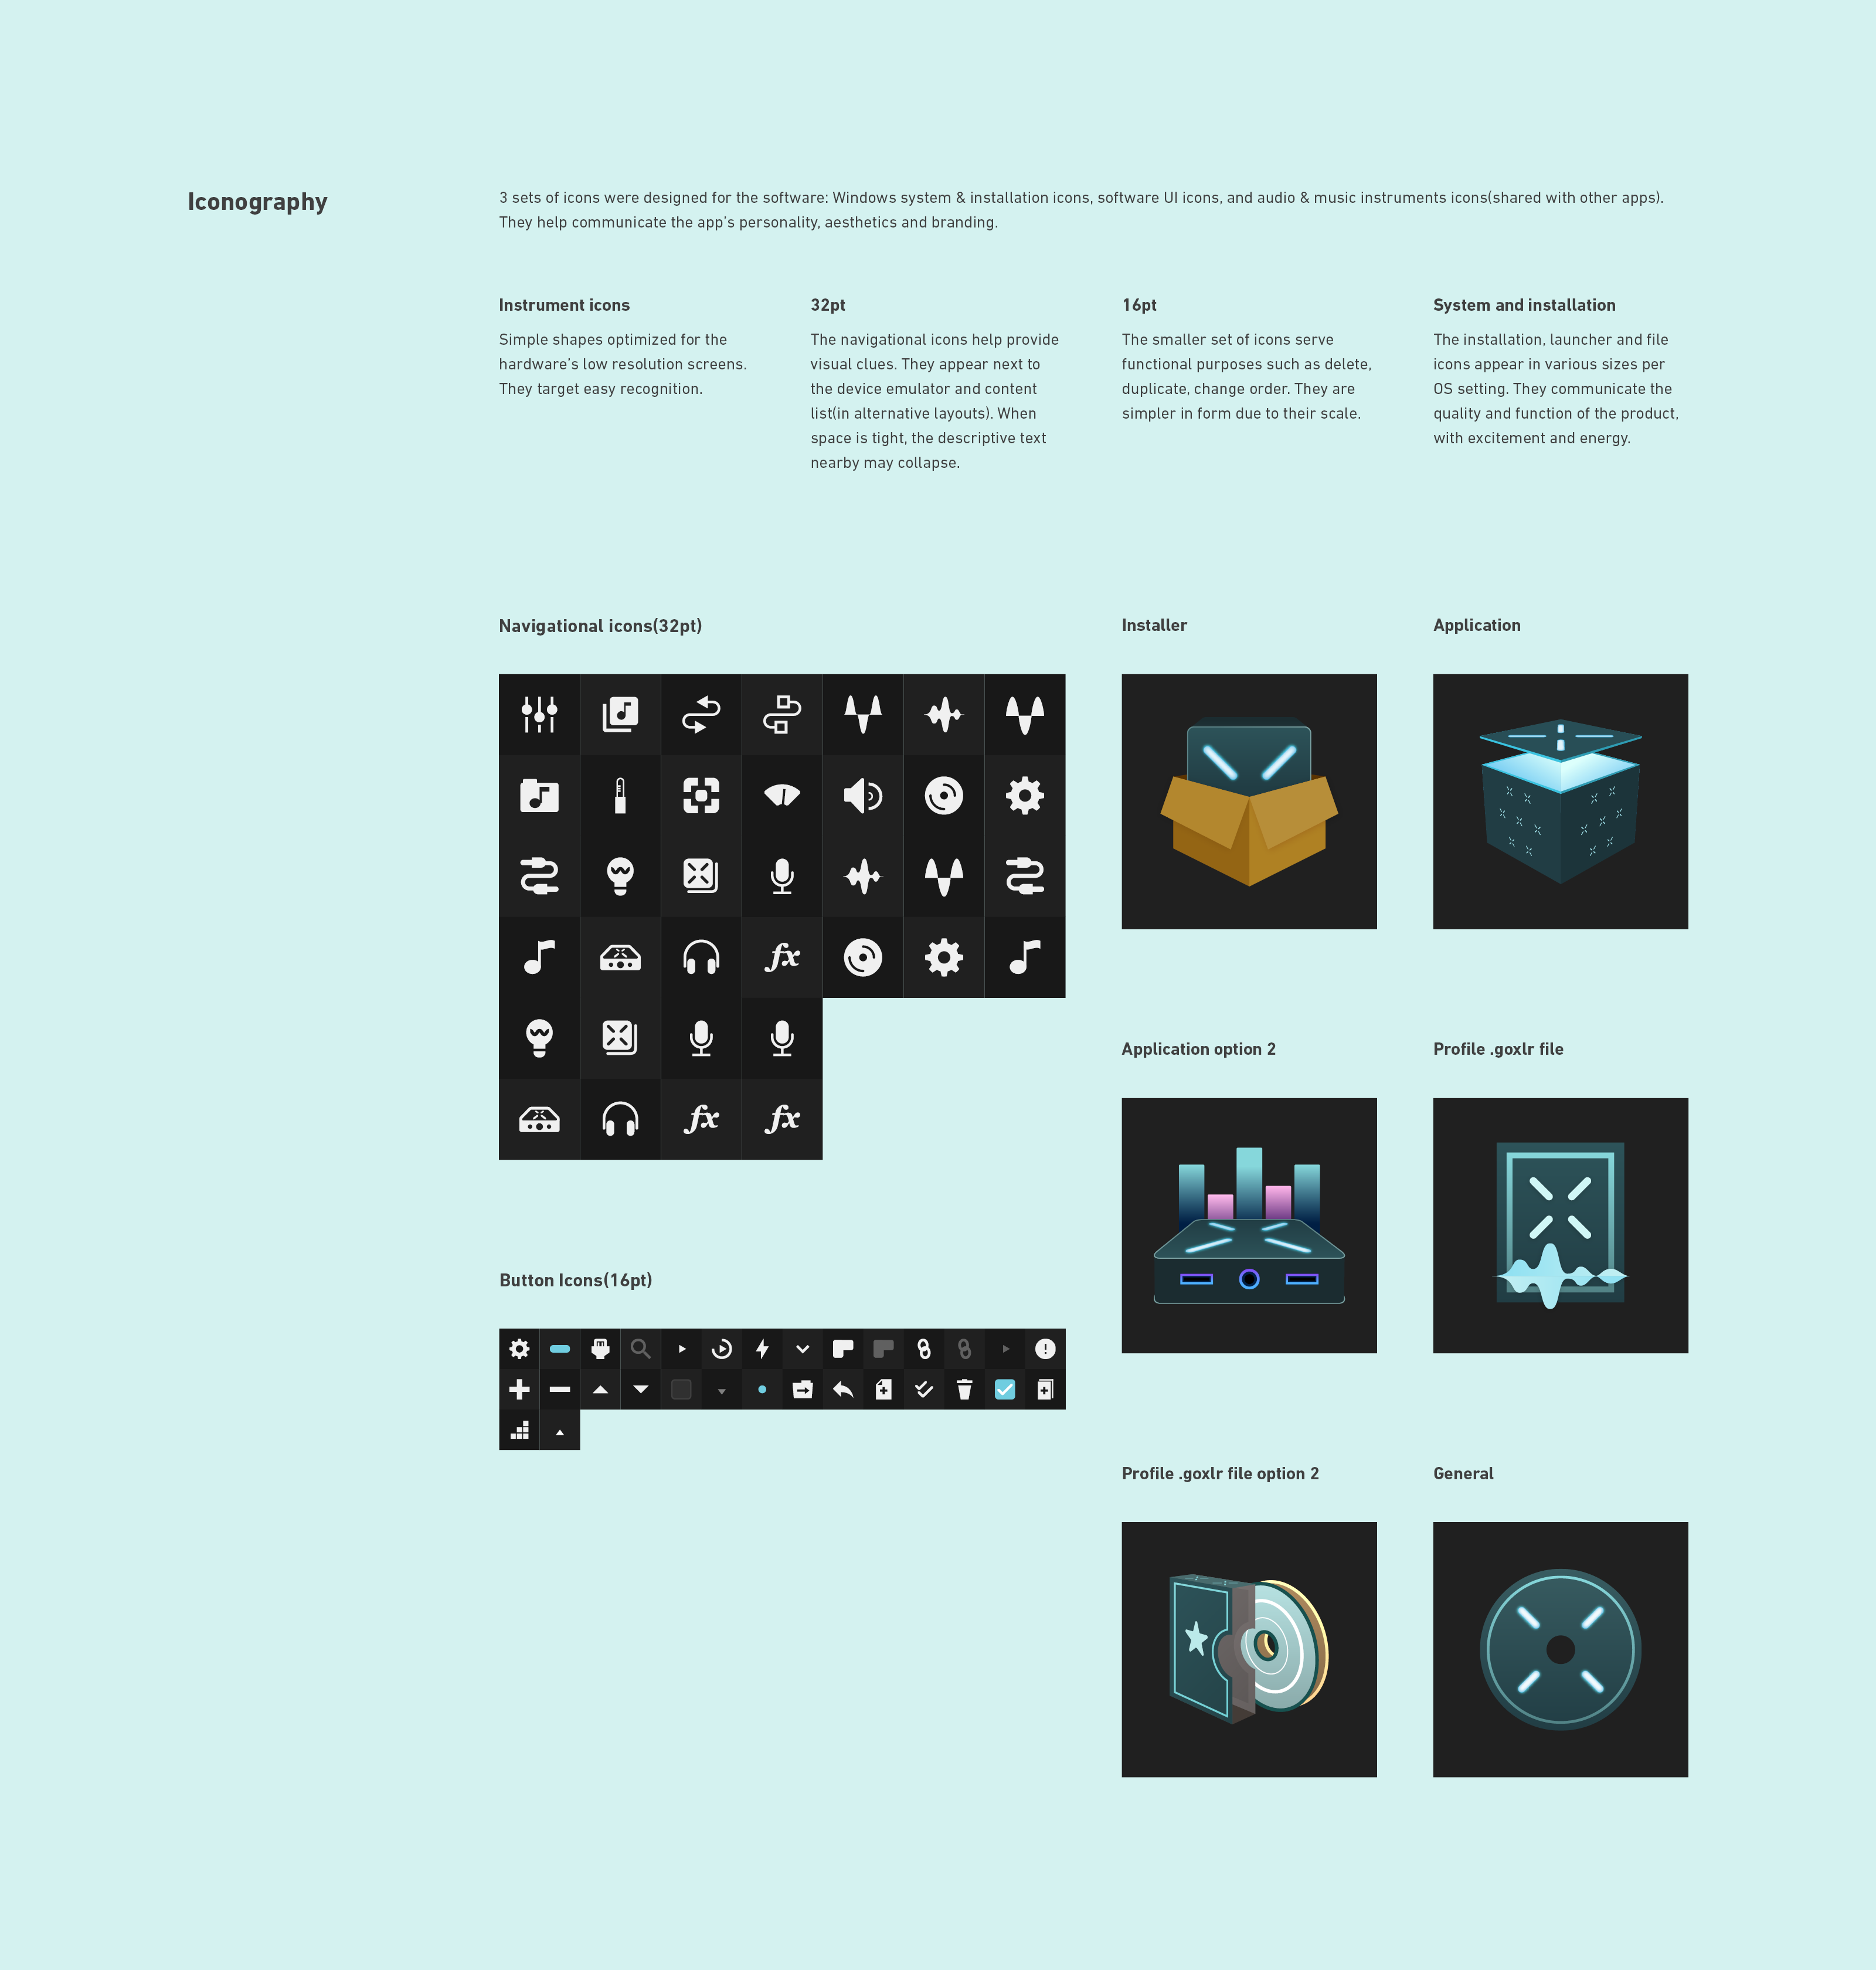 Iconography
3 sets of icons were designed for the software: Windows system & installation icons, software UI icons, and audio & music instruments icons(shared with other apps).
They help communicate the app's personality, aesthetics and branding.
Instrument icons
Simple shapes optimized for the
hardware's low resolution screens.
They target easy recognition.
32pt
The navigational icons help provide
visual clues. They appear next to
the device emulator and content
list(in alternative layouts). When
space is tight, the descriptive text
nearby may collapse.
16pt
The smaller set of icons serve
functional purposes such as delete,
duplicate, change order. They are
simpler in form due to their scale.
System and installation
The installation, launcher and file
icons appear in various sizes per
OS setting. They communicate the
quality and function of the product,
with excitement and energy.
Navigational icons(32pt)
fx
fx
fx
Button Icons(16pt)
Installer
Application
Application option 2
Profile .goxlr file
Profile .goxlr file option 2
General